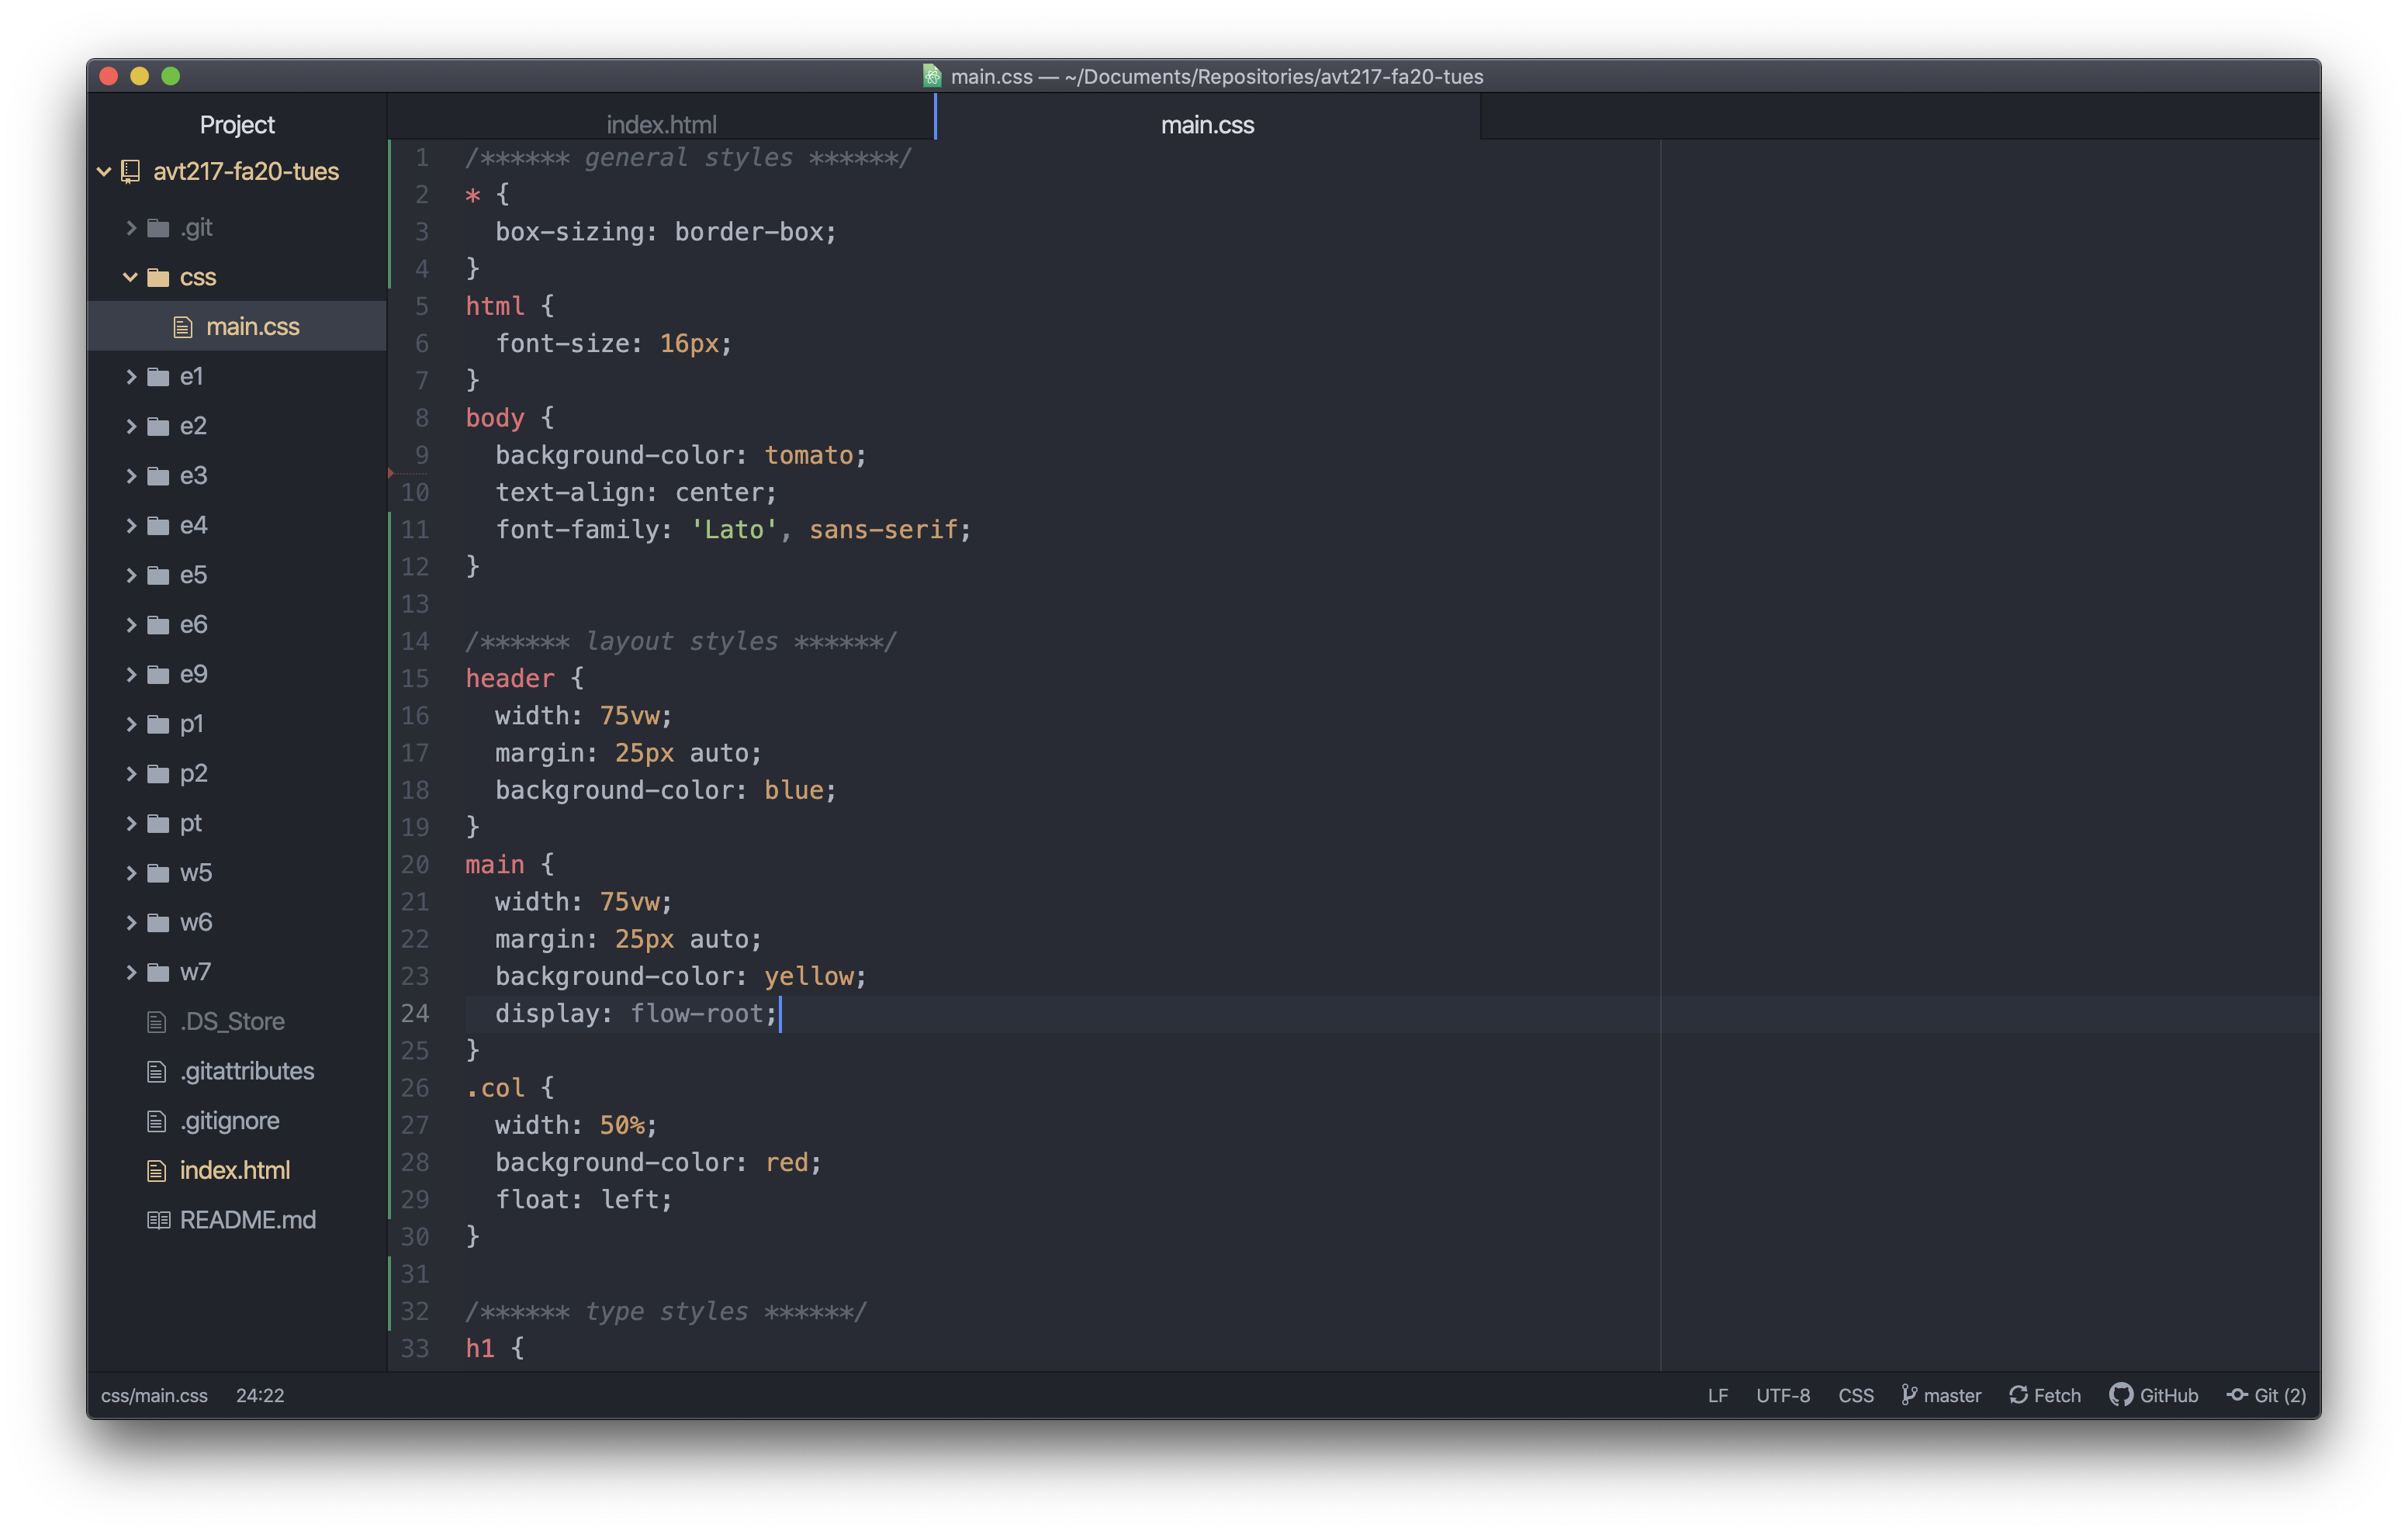 main.css — ~/Documents/Repositories/avt217-fa20-tues
Project
avt217-fa20-tues
.git
css
main.css
e1
e2
e3
e4
e5
e6
e9
p1
p2
pt
w5
w6
w7
.DS_Store
.gitattributes
.gitignore
index.html
README.md
index.html
main.css
1 /****** general styles ******/
2 * {
3   box-sizing: border-box;
4 }
5 html {
6   font-size: 16px;
7 }
8 body {
9   background-color: tomato;
10   text-align: center;
11   font-family: 'Lato', sans-serif;
12 }
13
14 /****** layout styles ******/
15 header {
16   width: 75vw;
17   margin: 25px auto;
18   background-color: blue;
19 }
20 main {
21   width: 75vw;
22   margin: 25px auto;
23   background-color: yellow;
24   display: flow-root;
25 }
26 .col {
27   width: 50%;
28   background-color: red;
29   float: left;
30 }
31
32 /****** type styles ******/
33 h1 {
css/main.css 24:22 LF UTF-8 CSS master Fetch GitHub Git (2)